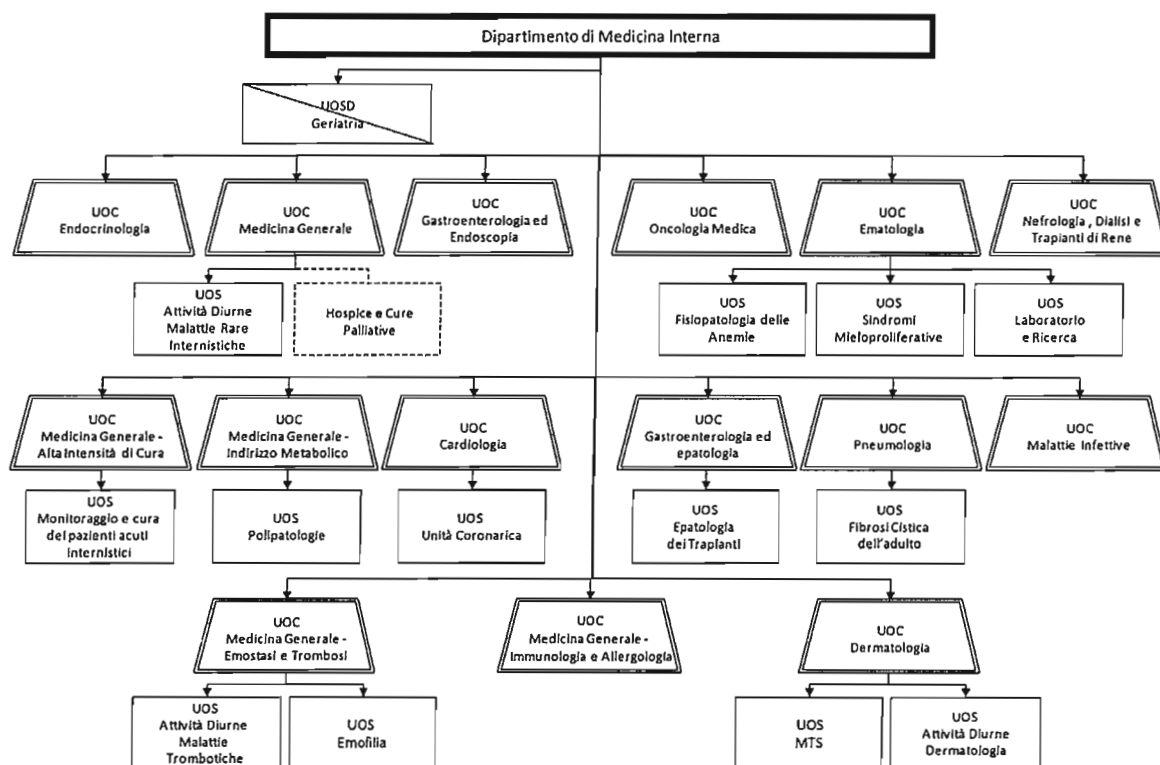 Dipartimento di Medicina Interna
UOSD
Geriatria
UOC
Endocrinologia
UOC
Medicina Generale
UOC
Gastroenterologia ed
Endoscopia
UOC
Oncologia Medica
UOC
Ematologia
UOC
Nefrologia , Dialisi e
Trapianti di Rene
UOS
Attività Diurne
Malattie Rare
Internistiche
Hospice e Cure
Palliative
UOS
Fisiopatologia delle
Anemie
UOS
Sindromi
Mieloproliferative
UOS
Laboratorio
e Ricerca
UOC
Medicina Generale -
Alta Intensità di Cura
UOC
Medicina Generale -
Indirizzo Metabolico
UOC
Cardiologia
UOC
Gastroenterologia ed
epatologia
UOC
Pneumologia
UOC
Malattie Infettive
UOS
Monitoraggio e cura
dei pazienti acuti
internistici
UOS
Polipatologie
UOS
Unità Coronarica
UOS
Epatologia
dei Trapianti
UOS
Fibrosi Cistica
dell'adulto
UOC
Medicina Generale -
Emostasi e Trombosi
UOC
Medicina Generale -
Immunologia e Allergologia
UOC
Dermatologia
UOS
Attività Diurne
Malattie
Trombotiche
UOS
Emofilia
UOS
MTS
UOS
Attività Diurne
Dermatologia